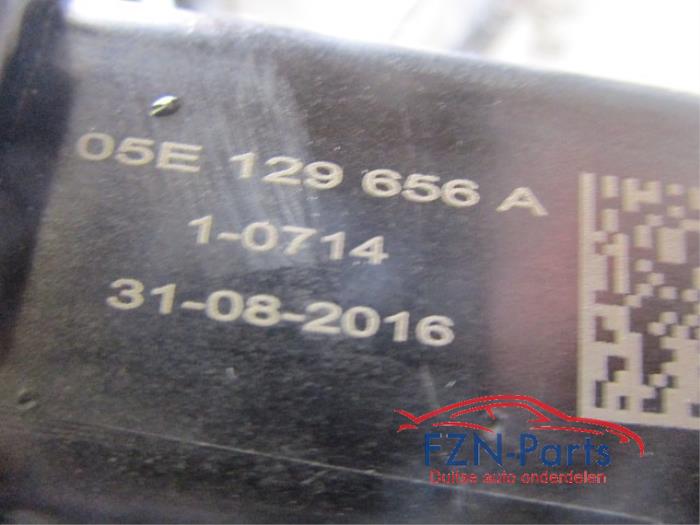 05E 129 656 A
1-0714
31-08-2016
FZN-Parts
Duitse auto onderdelen